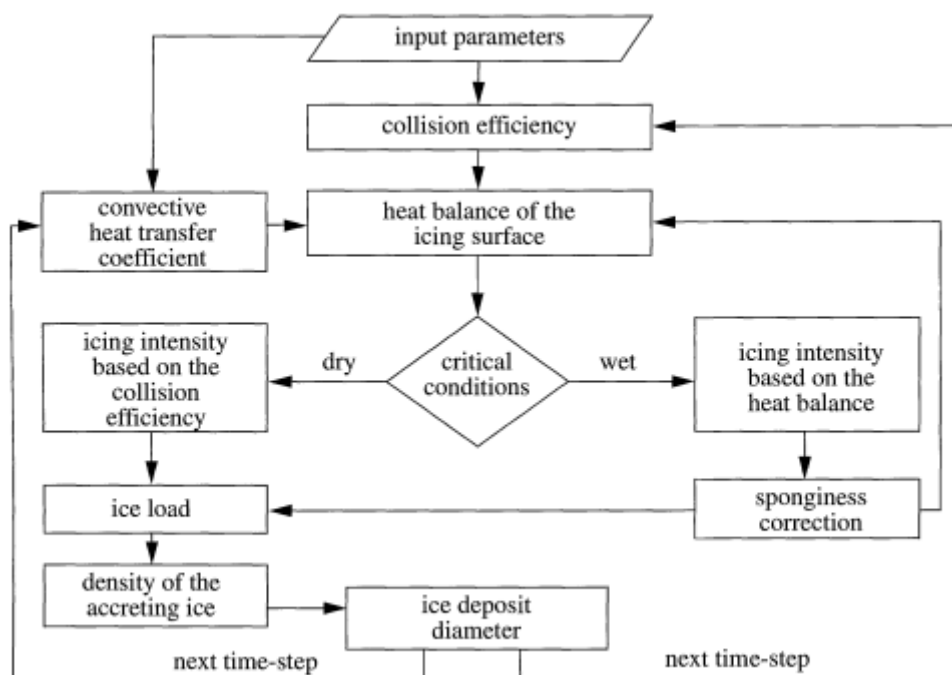 input parameters
collision efficiency
convective
heat transfer
coefficient
heat balance of the
icing surface
icing intensity
based on the
collision
efficiency
dry
critical
conditions
wet
icing intensity
based on the
heat balance
ice load
sponginess
correction
density of the
accreting ice
ice deposit
diameter
next time-step
next time-step